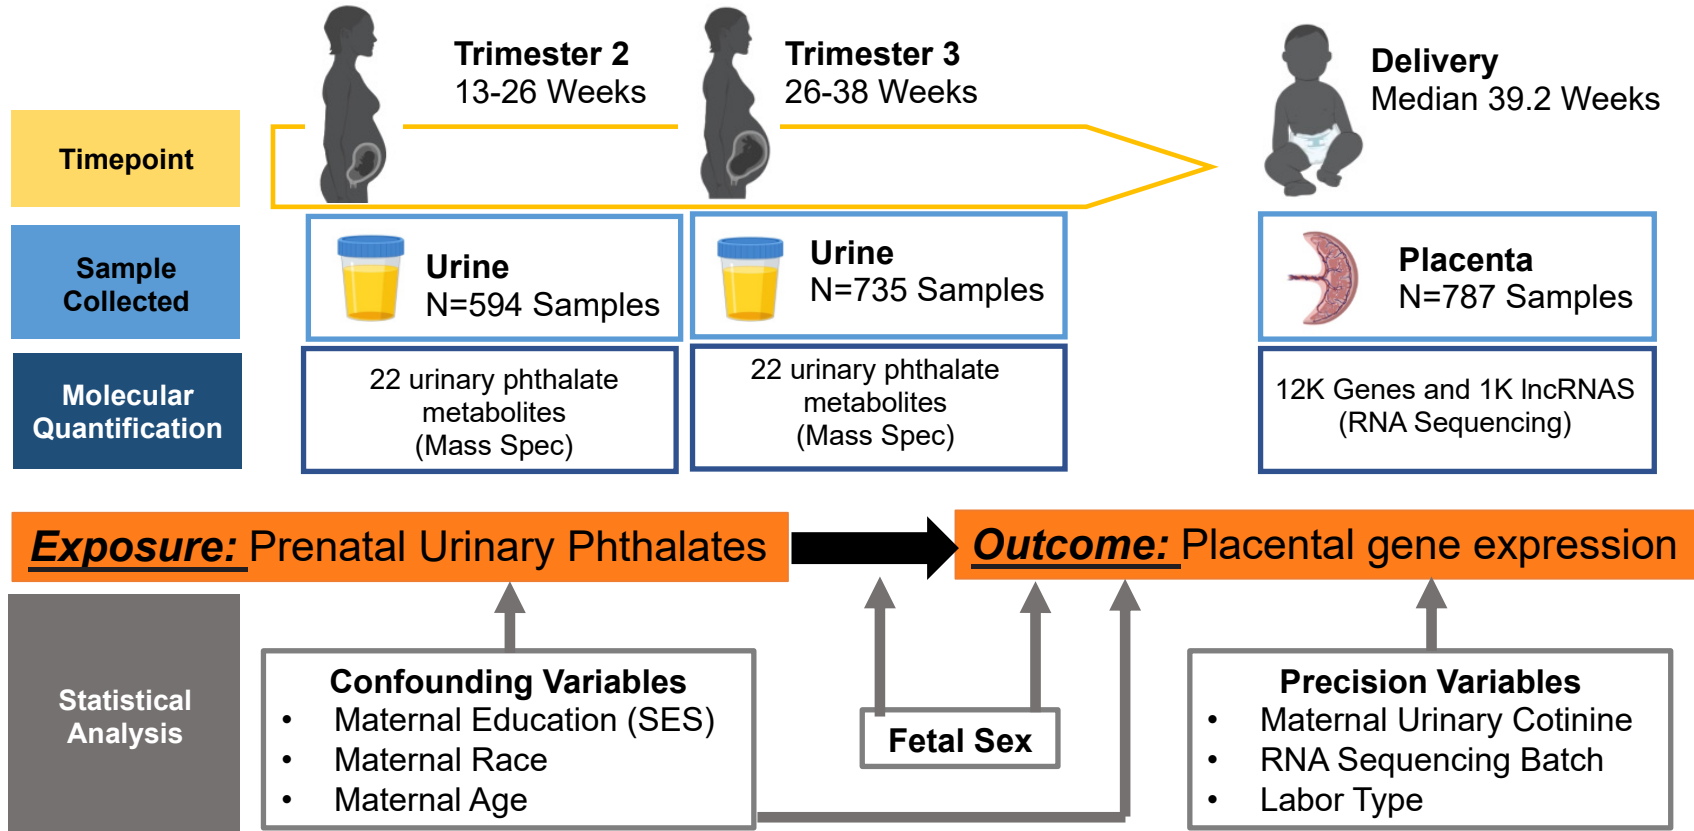 Trimester 2
13-26 Weeks
Trimester 3
26-38 Weeks
Delivery
Median 39.2 Weeks
Timepoint
Sample
Collected
Urine
N=594 Samples
Urine
N=735 Samples
Placenta
N=787 Samples
Molecular
Quantification
22 urinary phthalate
metabolites
(Mass Spec)
22 urinary phthalate
metabolites
(Mass Spec)
12K Genes and 1K lncRNAS
(RNA Sequencing)
Exposure: Prenatal Urinary Phthalates
Outcome: Placental gene expression
Statistical
Analysis
Confounding Variables
• Maternal Education (SES)
• Maternal Race
• Maternal Age
Fetal Sex
Precision Variables
• Maternal Urinary Cotinine
• RNA Sequencing Batch
• Labor Type